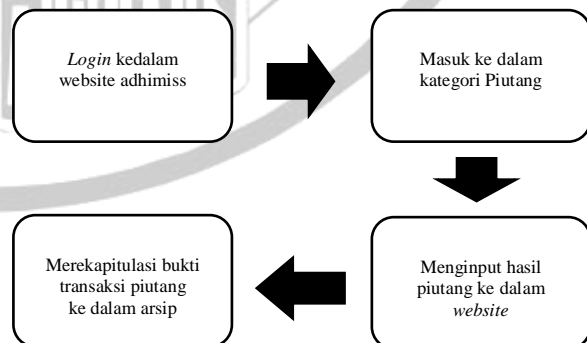 Login kedalam
website adhimiss
Masuk ke dalam
kategori Piutang
Menginput hasil
piutang ke dalam
website
Merekapitulasi bukti
transaksi piutang
ke dalam arsip